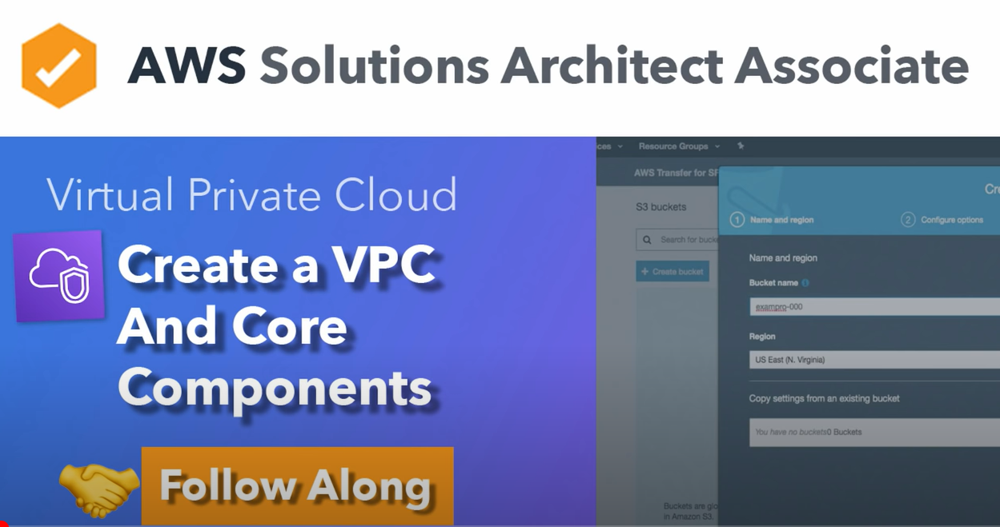 AWS Solutions Architect Associate
Virtual Private Cloud
Create a VPC
And Core
Components
Follow Along
ces
Resource Groups
AWS Transfer for SF
S3 buckets
Search for bucke
+ Create bucket
Buckets are glo
in Amazon S3.
Cre
1 Name and region
2 Configure options
Name and region
Bucket name
exampro-000
Region
US East (N. Virginia)
Copy settings from an existing bucket
You have no buckets0 Buckets